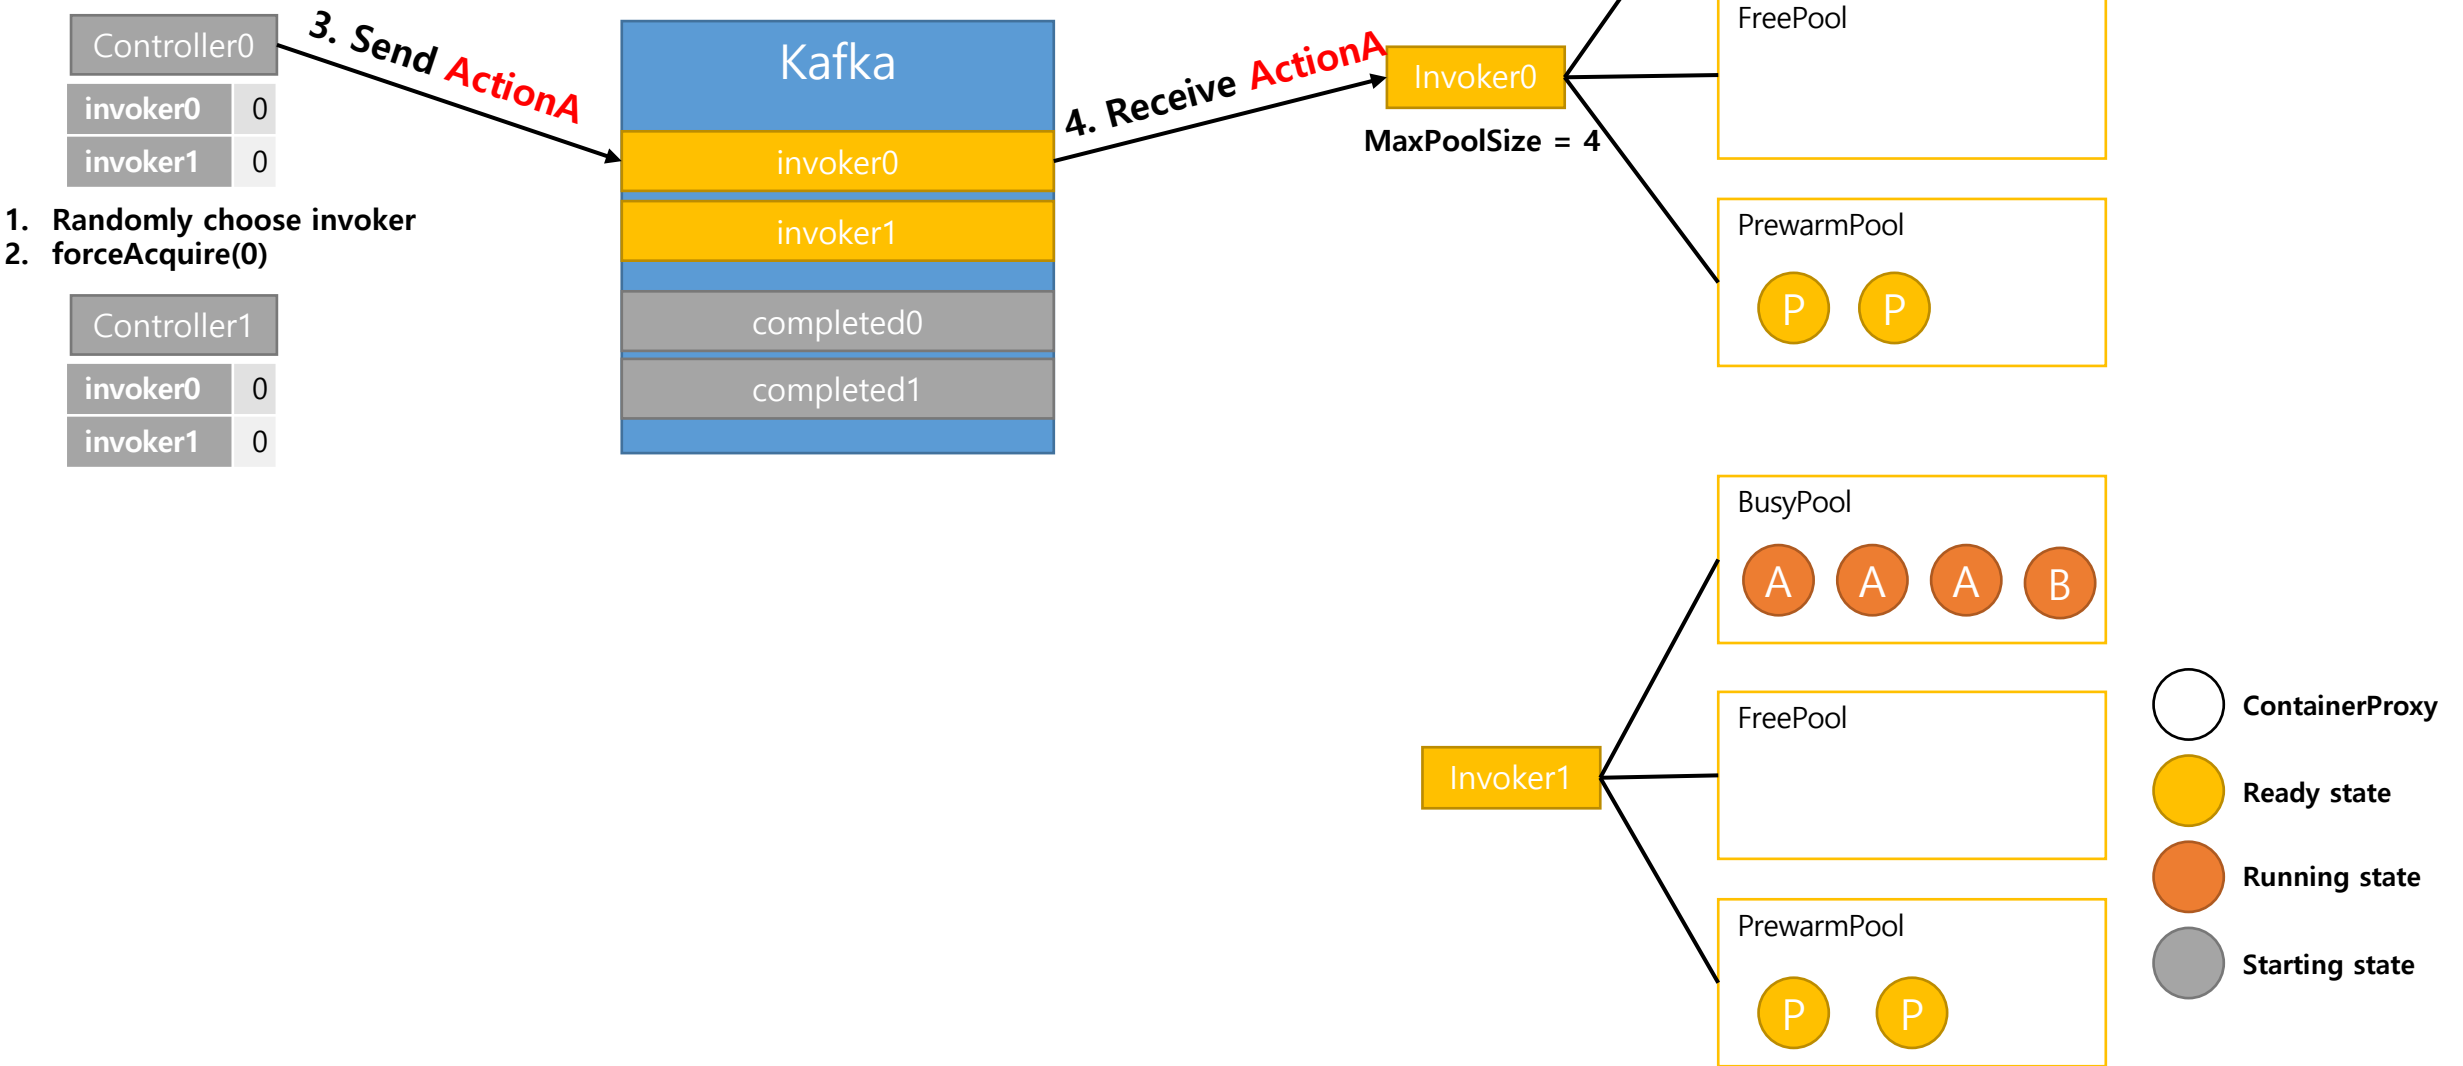 Controller0
invoker0 0
invoker1 0
1. Randomly choose invoker
2. forceAcquire(0)
Controller1
invoker0 0
invoker1 0
3. Send ActionA
Kafka
invoker0
invoker1
completed0
completed1
4. Receive ActionA
Invoker0
MaxPoolSize = 4
FreePool
PrewarmPool
P P
BusyPool
A A A B
FreePool
Invoker1
PrewarmPool
P P
ContainerProxy
Ready state
Running state
Starting state